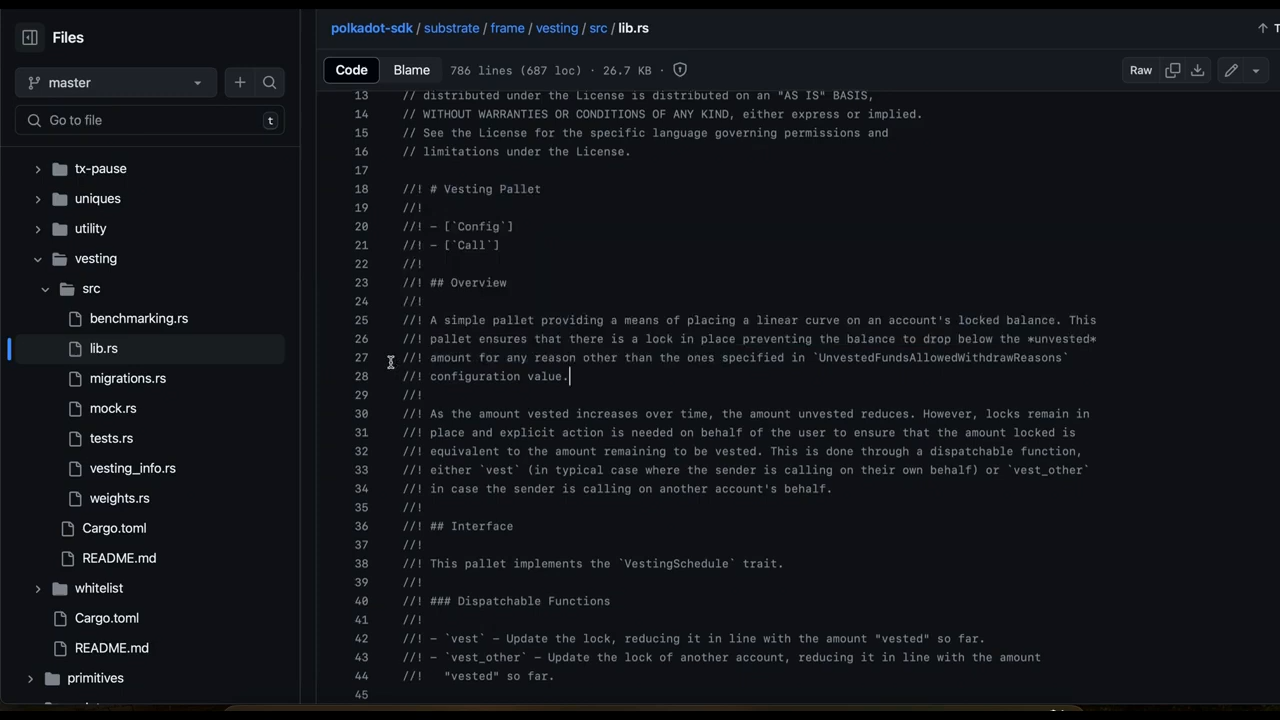 Files
master
Go to file
t
tx-pause
uniques
utility
vesting
src
benchmarking.rs
lib.rs
migrations.rs
mock.rs
tests.rs
vesting_info.rs
weights.rs
Cargo.toml
README.md
whitelist
Cargo.toml
README.md
primitives
polkadot-sdk / substrate / frame / vesting / src / lib.rs
T
Code Blame 786 lines (687 loc) · 26.7 KB
Raw
13 // distributed under the License is distributed on an "AS IS" BASIS,
14 // WITHOUT WARRANTIES OR CONDITIONS OF ANY KIND, either express or implied.
15 // See the License for the specific language governing permissions and
16 // limitations under the License.
17
18 //! # Vesting Pallet
19 //!
20 //! - [`Config`]
21 //! - [`Call`]
22 //!
23 //! ## Overview
24 //!
25 //! A simple pallet providing a means of placing a linear curve on an account's locked balance. This
26 //! pallet ensures that there is a lock in place preventing the balance to drop below the *unvested*
27 //! amount for any reason other than the ones specified in `UnvestedFundsAllowedWithdrawReasons`
28 //! configuration value.
29 //!
30 //! As the amount vested increases over time, the amount unvested reduces. However, locks remain in
31 //! place and explicit action is needed on behalf of the user to ensure that the amount locked is
32 //! equivalent to the amount remaining to be vested. This is done through a dispatchable function,
33 //! either `vest` (in typical case where the sender is calling on their own behalf) or `vest_other`
34 //! in case the sender is calling on another account's behalf.
35 //!
36 //! ## Interface
37 //!
38 //! This pallet implements the `VestingSchedule` trait.
39 //!
40 //! ### Dispatchable Functions
41 //!
42 //! - `vest` - Update the lock, reducing it in line with the amount "vested" so far.
43 //! - `vest_other` - Update the lock of another account, reducing it in line with the amount
44 //!   "vested" so far.
45